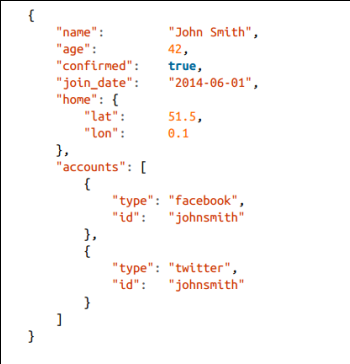 {
    "name":         "John Smith",
    "age":          42,
    "confirmed":    true,
    "join_date":    "2014-06-01",
    "home": {
        "lat":      51.5,
        "lon":      0.1
    },
    "accounts": [
        {
            "type": "facebook",
            "id":   "johnsmith"
        },
        {
            "type": "twitter",
            "id":   "johnsmith"
        }
    ]
}